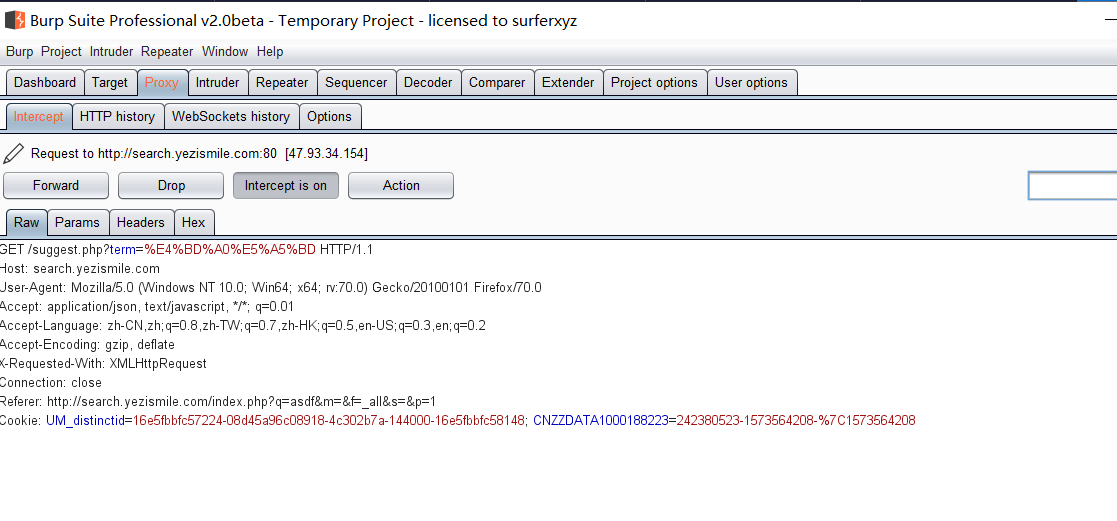 Burp Suite Professional v2.0beta - Temporary Project - licensed to surferxyz
Burp Project Intruder Repeater Window Help
Dashboard Target Proxy Intruder Repeater Sequencer Decoder Comparer Extender Project options User options
Intercept HTTP history WebSockets history Options
Request to http://search.yezismile.com:80 [47.93.34.154]
Forward Drop Intercept is on Action
Raw Params Headers Hex
GET /suggest.php?term=%E4%BD%A0%E5%A5%BD HTTP/1.1
Host: search.yezismile.com
User-Agent: Mozilla/5.0 (Windows NT 10.0; Win64; x64; rv:70.0) Gecko/20100101 Firefox/70.0
Accept: application/json, text/javascript, */*; q=0.01
Accept-Language: zh-CN,zh;q=0.8,zh-TW;q=0.7,zh-HK;q=0.5,en-US;q=0.3,en;q=0.2
Accept-Encoding: gzip, deflate
X-Requested-With: XMLHttpRequest
Connection: close
Referer: http://search.yezismile.com/index.php?q=asdf&m=&f=_all&s=&p=1
Cookie: UM_distinctid=16e5fbbfc57224-08d45a96c08918-4c302b7a-144000-16e5fbbfc58148; CNZZDATA1000188223=242380523-1573564208-%7C1573564208